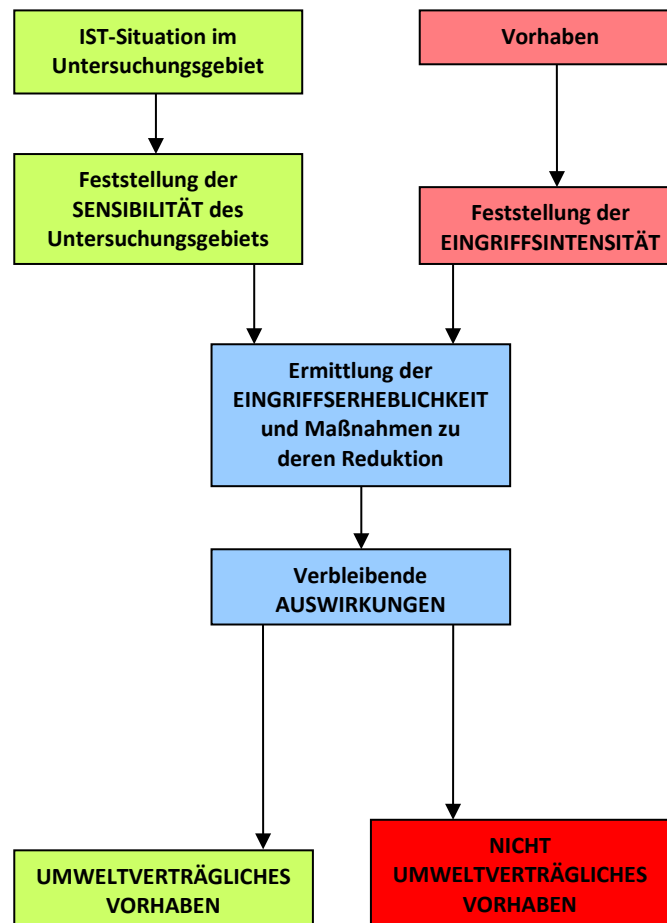 IST-Situation im
Untersuchungsgebiet
Vorhaben
Feststellung der
SENSIBILITÄT des
Untersuchungsgebiets
Feststellung der
EINGRIFFSINTENSITÄT
Ermittlung der
EINGRIFFSERHEBLICHKEIT
und Maßnahmen zu
deren Reduktion
Verbleibende
AUSWIRKUNGEN
UMWELTVERTRÄGLICHES
VORHABEN
NICHT
UMWELTVERTRÄGLICHES
VORHABEN